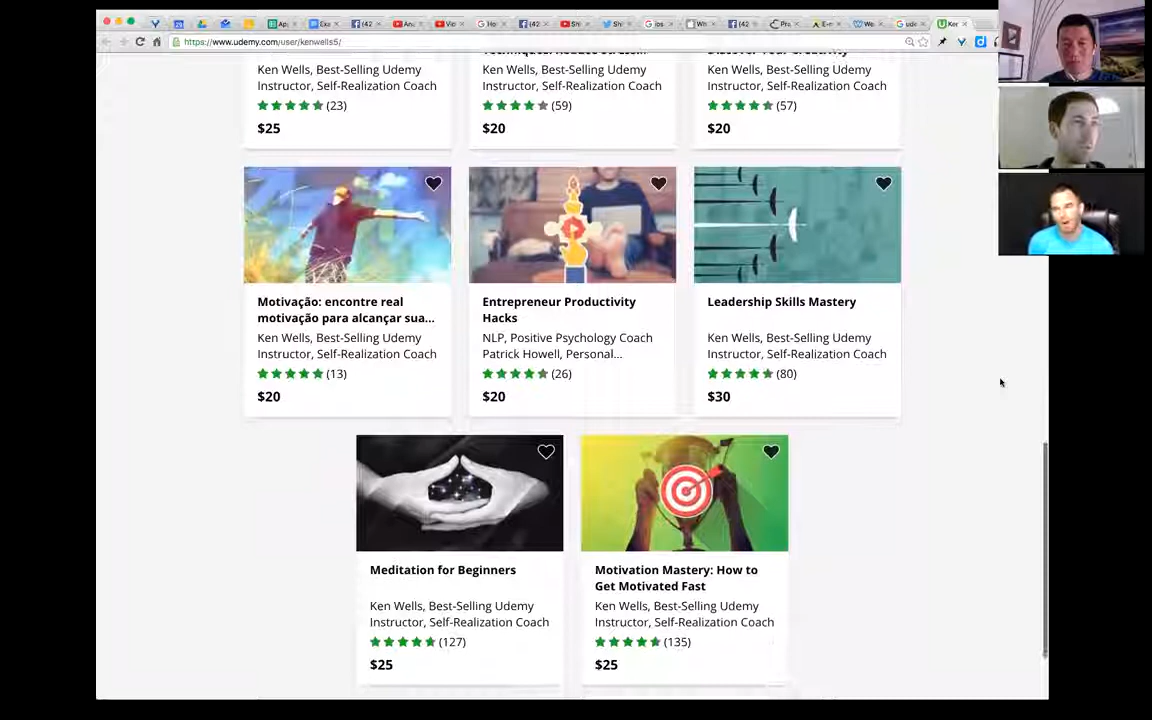 (42
(42
(42
https://www.udemy.com/user/kenwells5/
Ken Wells, Best-Selling Udemy
Instructor, Self-Realization Coach
(23)
$25
Ken Wells, Best-Selling Udemy
Instructor, Self-Realization Coach
(59)
$20
Ken Wells, Best-Selling Udemy
Instructor, Self-Realization Coach
(57)
$20
Motivação: encontre real
motivação para alcançar sua...
Ken Wells, Best-Selling Udemy
Instructor, Self-Realization Coach
(13)
$20
Entrepreneur Productivity
Hacks
NLP, Positive Psychology Coach
Patrick Howell, Personal...
(26)
$20
Leadership Skills Mastery
Ken Wells, Best-Selling Udemy
Instructor, Self-Realization Coach
(80)
$30
Meditation for Beginners
Ken Wells, Best-Selling Udemy
Instructor, Self-Realization Coach
(127)
$25
Motivation Mastery: How to
Get Motivated Fast
Ken Wells, Best-Selling Udemy
Instructor, Self-Realization Coach
(135)
$25